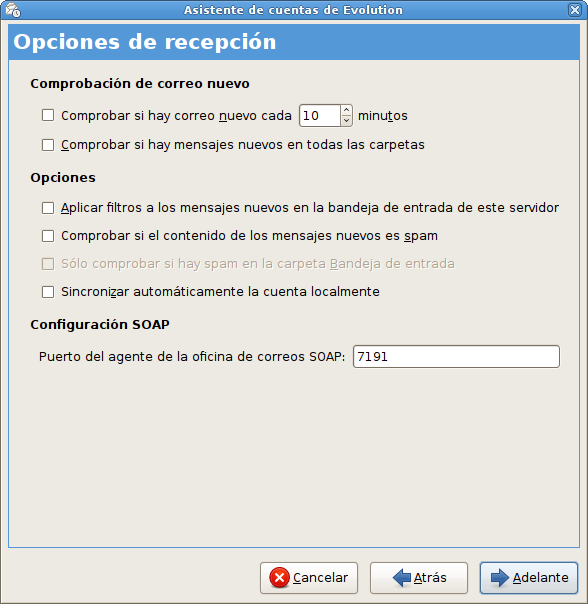 Asistente de cuentas de Evolution
Opciones de recepción
Comprobación de correo nuevo
Comprobar si hay correo nuevo cada 10 minutos
Comprobar si hay mensajes nuevos en todas las carpetas
Opciones
Aplicar filtros a los mensajes nuevos en la bandeja de entrada de este servidor
Comprobar si el contenido de los mensajes nuevos es spam
Sólo comprobar si hay spam en la carpeta Bandeja de entrada
Sincronizar automáticamente la cuenta localmente
Configuración SOAP
Puerto del agente de la oficina de correos SOAP: 7191
Cancelar Atrás Adelante